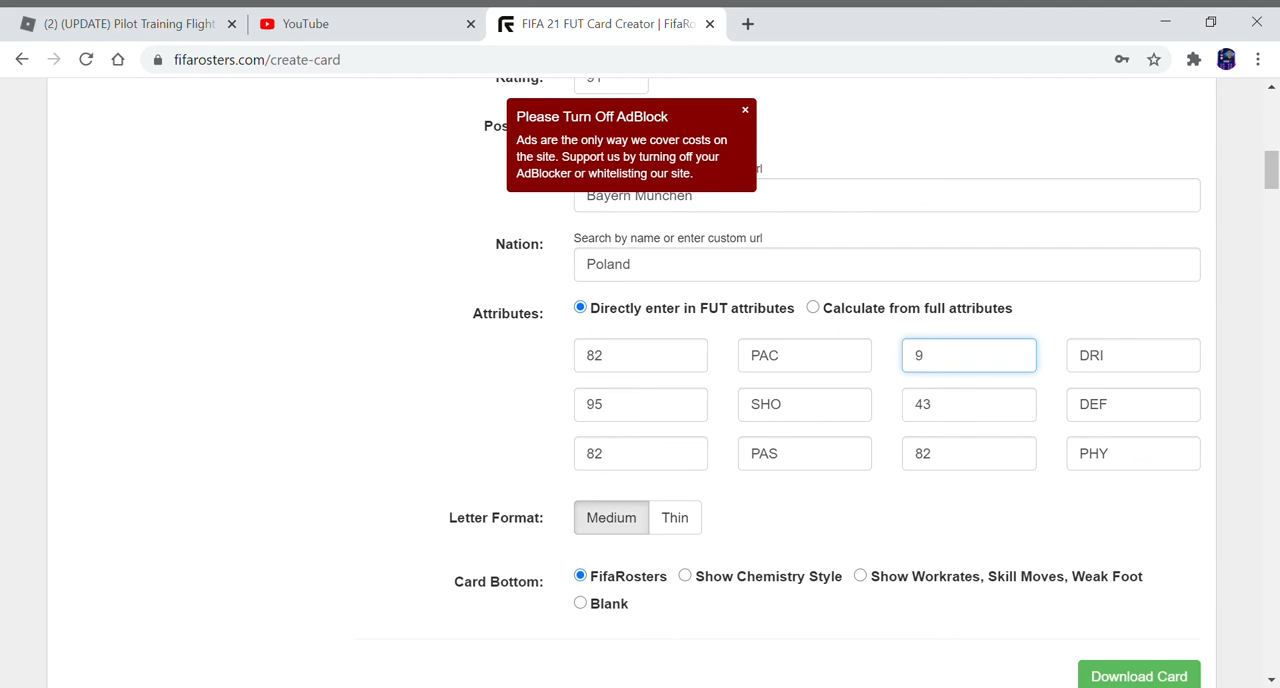 (2) (UPDATE) Pilot Training Flight
YouTube
FIFA 21 FUT Card Creator | FifaRo
fifarosters.com/create-card
Rating:
91
Please Turn Off AdBlock
Ads are the only way we cover costs on
the site. Support us by turning off your
AdBlocker or whitelisting our site.
Pos
rl
Bayern Munchen
Nation:
Search by name or enter custom url
Poland
Attributes:
Directly enter in FUT attributes
Calculate from full attributes
82 PAC 9 DRI
95 SHO 43 DEF
82 PAS 82 PHY
Letter Format:
Medium Thin
Card Bottom:
FifaRosters Show Chemistry Style Show Workrates, Skill Moves, Weak Foot
Blank
Download Card